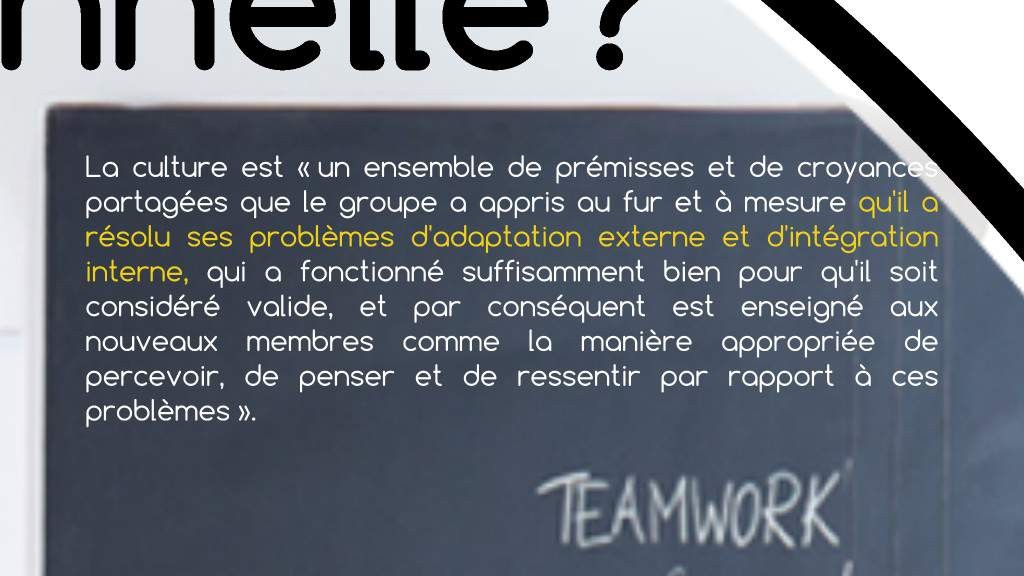 nnelle ?
La culture est « un ensemble de prémisses et de croyances
partagées que le groupe a appris au fur et à mesure qu'il a
résolu ses problèmes d'adaptation externe et d'intégration
interne, qui a fonctionné suffisamment bien pour qu'il soit
considéré valide, et par conséquent est enseigné aux
nouveaux membres comme la manière appropriée de
percevoir, de penser et de ressentir par rapport à ces
problèmes ».
TEAMWORK